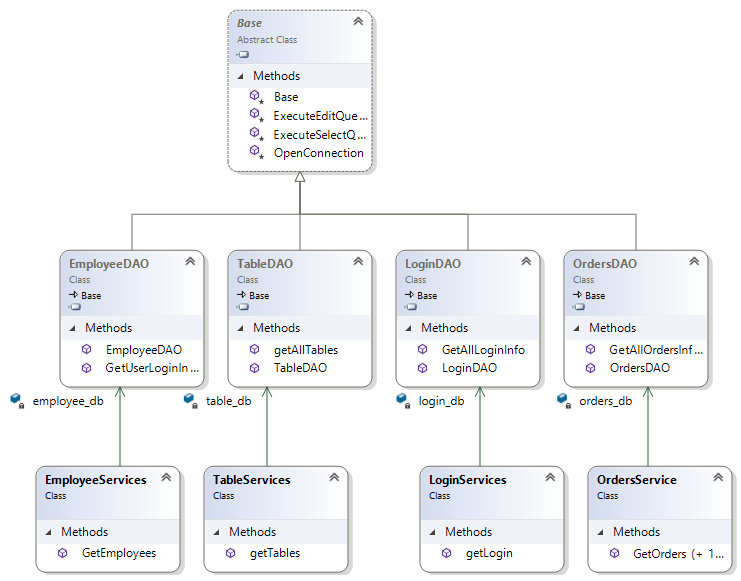 Base
Abstract Class
Methods
Base
ExecuteEditQue...
ExecuteSelectQ...
OpenConnection
EmployeeDAO
Class
Base
Methods
EmployeeDAO
GetUserLoginIn...
TableDAO
Class
Base
Methods
getAllTables
TableDAO
LoginDAO
Class
Base
Methods
GetAllLoginInfo
LoginDAO
OrdersDAO
Class
Base
Methods
GetAllOrdersInf...
OrdersDAO
employee_db
table_db
login_db
orders_db
EmployeeServices
Class
Methods
GetEmployees
TableServices
Class
Methods
getTables
LoginServices
Class
Methods
getLogin
OrdersService
Class
Methods
GetOrders (+ 1...